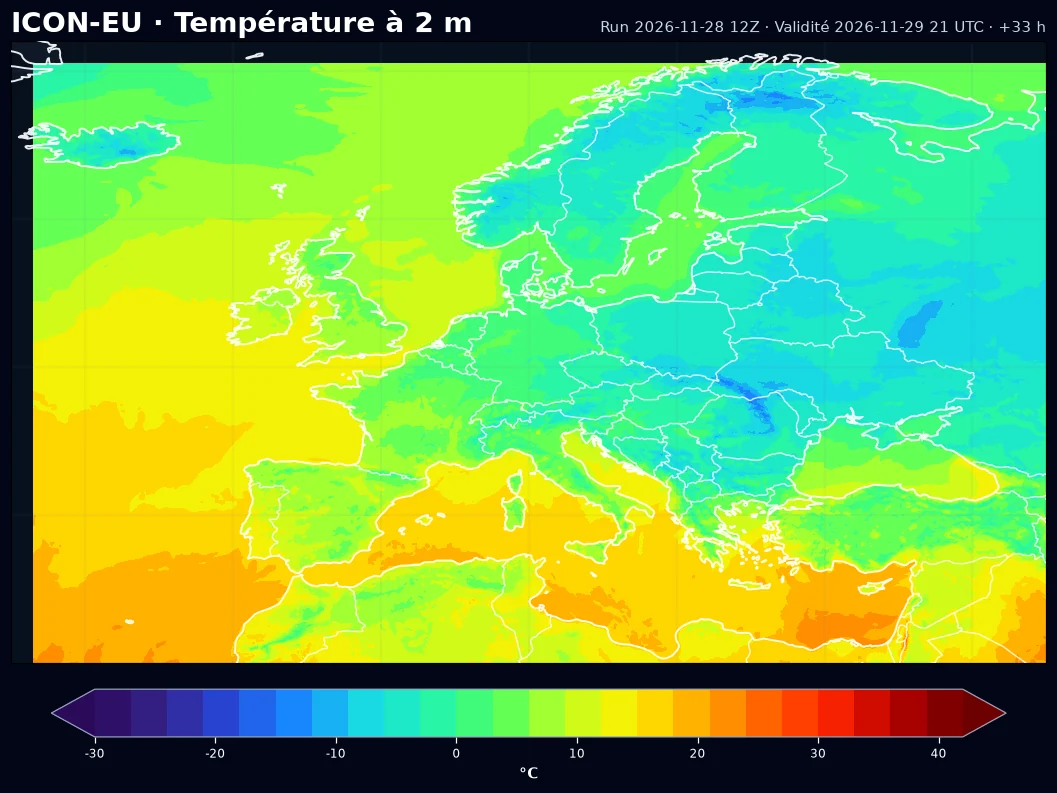 ICON-EU · Température à 2 m
Run 2026-11-28 12Z · Validité 2026-11-29 21 UTC · +33 h
-30 -20 -10 0 10 20 30 40
°C